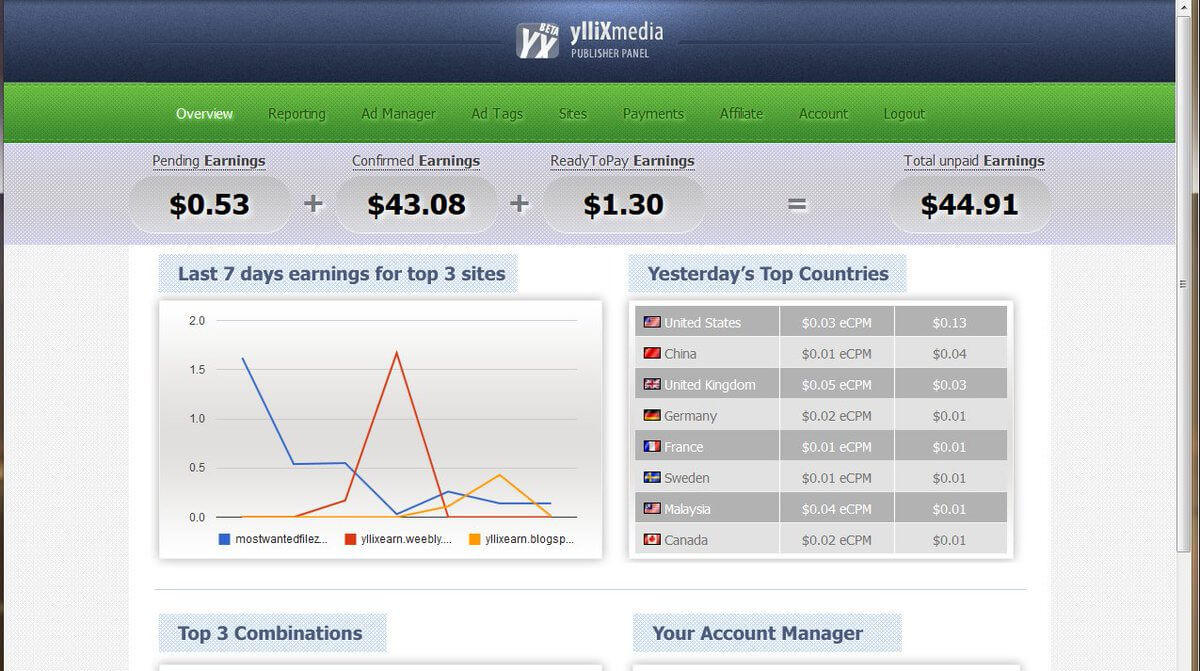 BETA
YX
ylliXmedia
PUBLISHER PANEL
Overview Reporting Ad Manager Ad Tags Sites Payments Affiliate Account Logout
Pending Earnings Confirmed Earnings ReadyToPay Earnings Total unpaid Earnings
$0.53 + $43.08 + $1.30 = $44.91
Last 7 days earnings for top 3 sites
2.0
1.5
1.0
0.5
0.0
mostwantedfilez... yllixearn.weebly.... yllixearn.blogsp...
Yesterday's Top Countries
United States $0.03 eCPM $0.13
China $0.01 eCPM $0.04
United Kingdom $0.05 eCPM $0.03
Germany $0.02 eCPM $0.01
France $0.01 eCPM $0.01
Sweden $0.01 eCPM $0.01
Malaysia $0.04 eCPM $0.01
Canada $0.02 eCPM $0.01
Top 3 Combinations
Your Account Manager